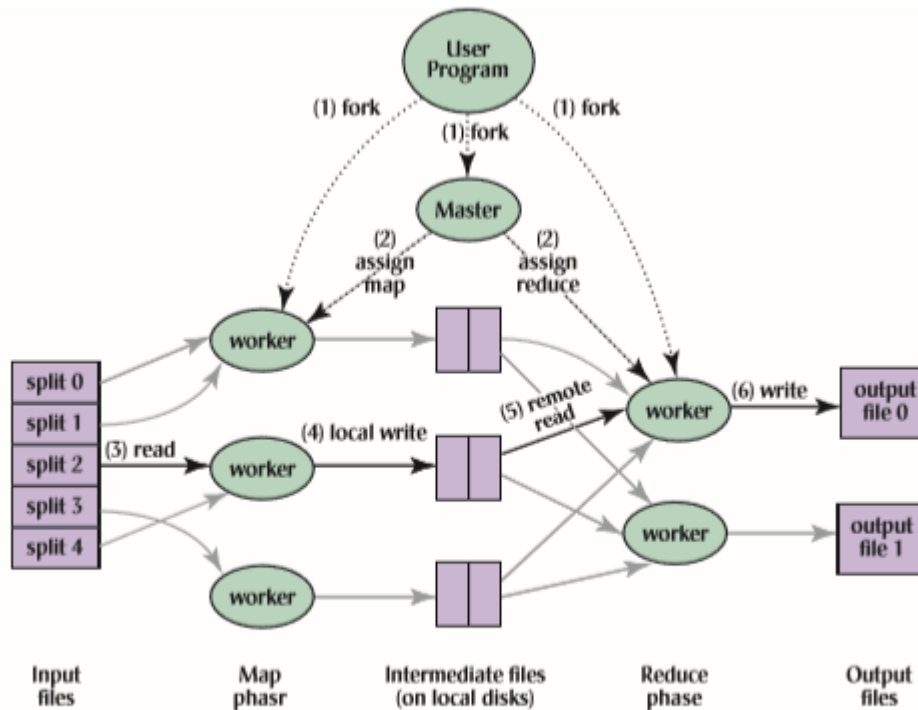 User
Program
(1) fork
(1) fork
(1) fork
Master
(2)
assign
map
(2)
assign
reduce
worker
split 0
split 1
split 2
split 3
split 4
(3) read
worker
(4) local write
(5) remote
read
worker
(6) write
output
file 0
worker
output
file 1
worker
Input
files
Map
phasr
Intermediate files
(on local disks)
Reduce
phase
Output
files